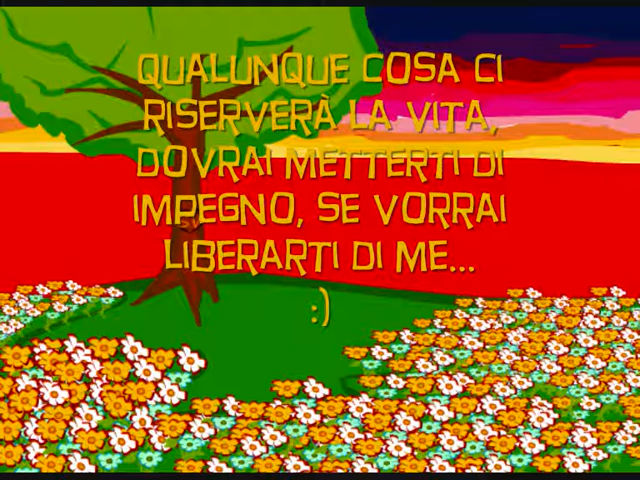 QUALUNQUE COSA CI
RISERVERÀ LA VITA,
DOVRAI METTERTI DI
IMPEGNO, SE VORRAI
LIBERARTI DI ME...
:)